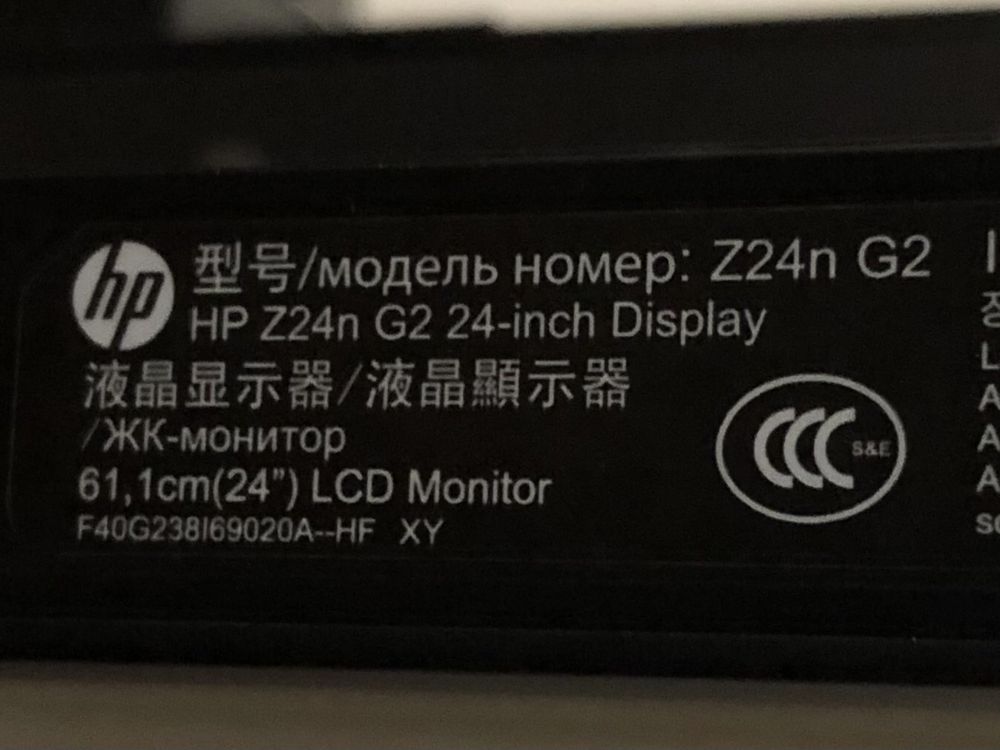 hp
型号/модель номер: Z24n G2
HP Z24n G2 24-inch Display
液晶显示器/液晶顯示器
/ЖК-монитор
61,1cm(24”) LCD Monitor
F40G238I69020A--HF XY
CCC S&E